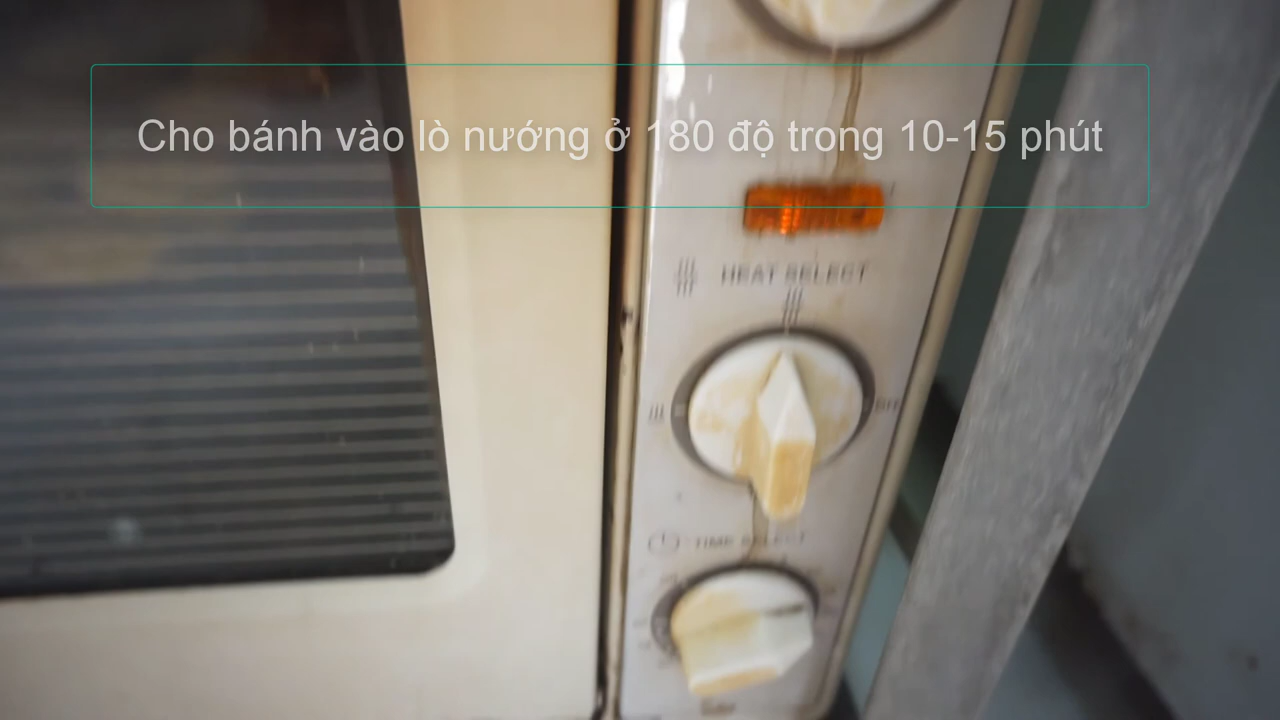 Cho bánh vào lò nướng ở 180 độ trong 10-15 phút
HEAT SELECT
TIME SELECT